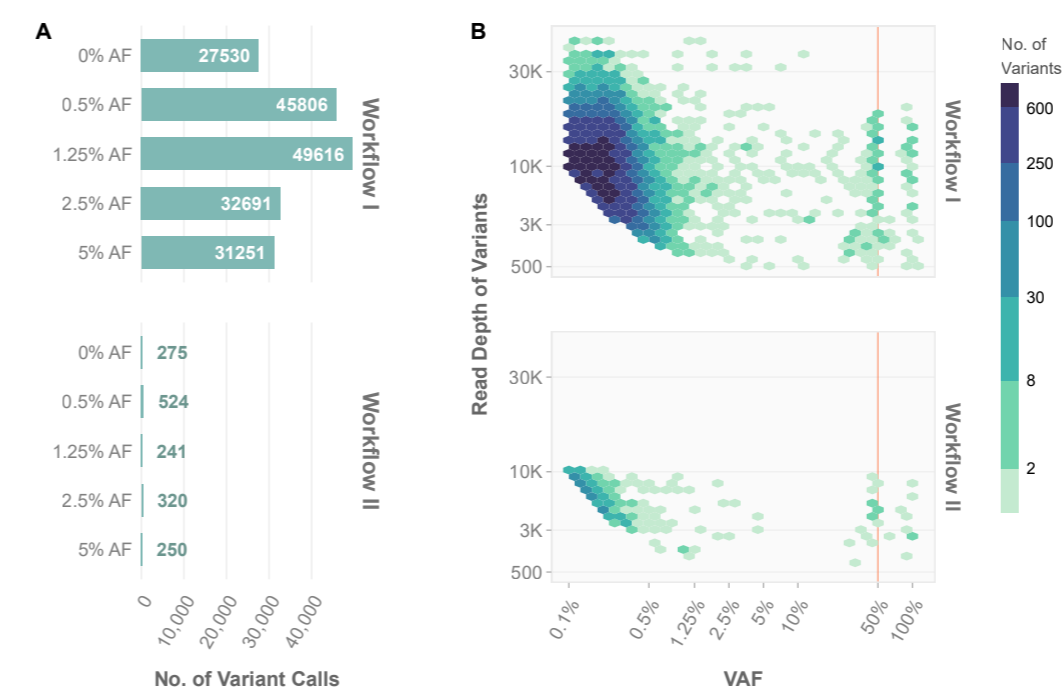 A
0% AF
27530
0.5% AF
45806
1.25% AF
49616
2.5% AF
32691
5% AF
31251
Workflow I
0% AF
275
0.5% AF
524
1.25% AF
241
2.5% AF
320
5% AF
250
Workflow II
0
10,000
20,000
30,000
40,000
No. of Variant Calls
B
Read Depth of Variants
30K
10K
3K
500
Workflow I
30K
10K
3K
500
Workflow II
0.1%
0.5%
1.25%
2.5%
5%
10%
50%
100%
VAF
No. of
Variants
600
250
100
30
8
2